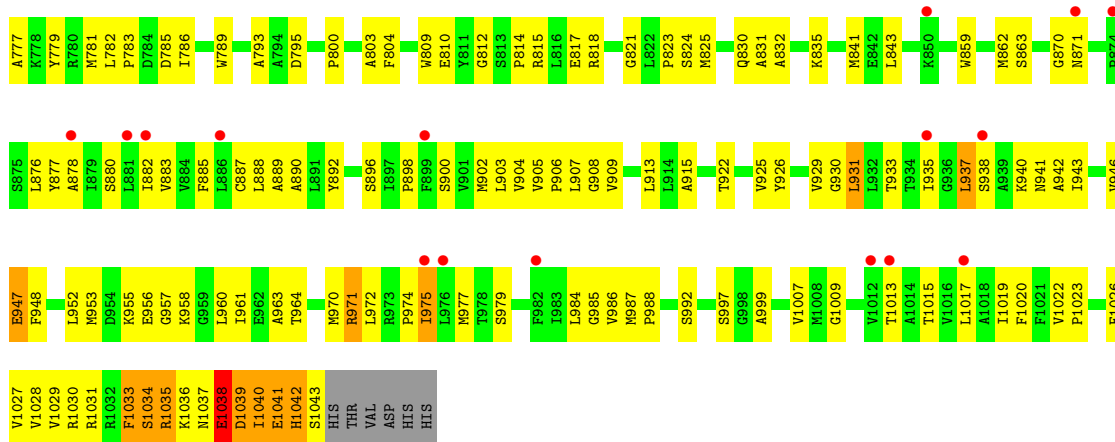 A777 K778 Y779 R780 M781 L782 P783 D784 D785 I786 W789 A793 A794 D795 P800 A803 F804 W809 E810 Y811 G812 S813 P814 R815 L816 E817 R818 G821 L822 P823 S824 M825 Q830 A831 A832 K835 M841 E842 L843 K850 W859 M862 S863 G870 N871
S875 L876 Y877 A878 I879 S880 L881 I882 V883 V884 F885 L886 C887 L888 A889 A890 L891 Y892 S896 I897 P898 F899 S900 V901 M902 L903 V904 V905 P906 L907 G908 V909 L913 L914 A915 T922 V925 Y926 V929 G930 L931 L932 T933 T934 I935 G936 L937 S938 A939 K940 N941 A942 I943
E947 F948 L952 M953 D954 K955 E956 G957 K958 G959 L960 I961 E962 A963 T964 M970 R971 L972 R973 P974 I975 L976 M977 T978 S979 F982 I983 L984 G985 V986 M987 P988 S992 S997 G998 A999 V1007 M1008 G1009 V1012 T1013 A1014 T1015 V1016 L1017 A1018 I1019 F1020 F1021 V1022 P1023
V1027 V1028 V1029 R1030 R1031 R1032 F1033 S1034 R1035 K1036 N1037 E1038 D1039 I1040 E1041 H1042 S1043 HIS THR VAL ASP HIS HIS